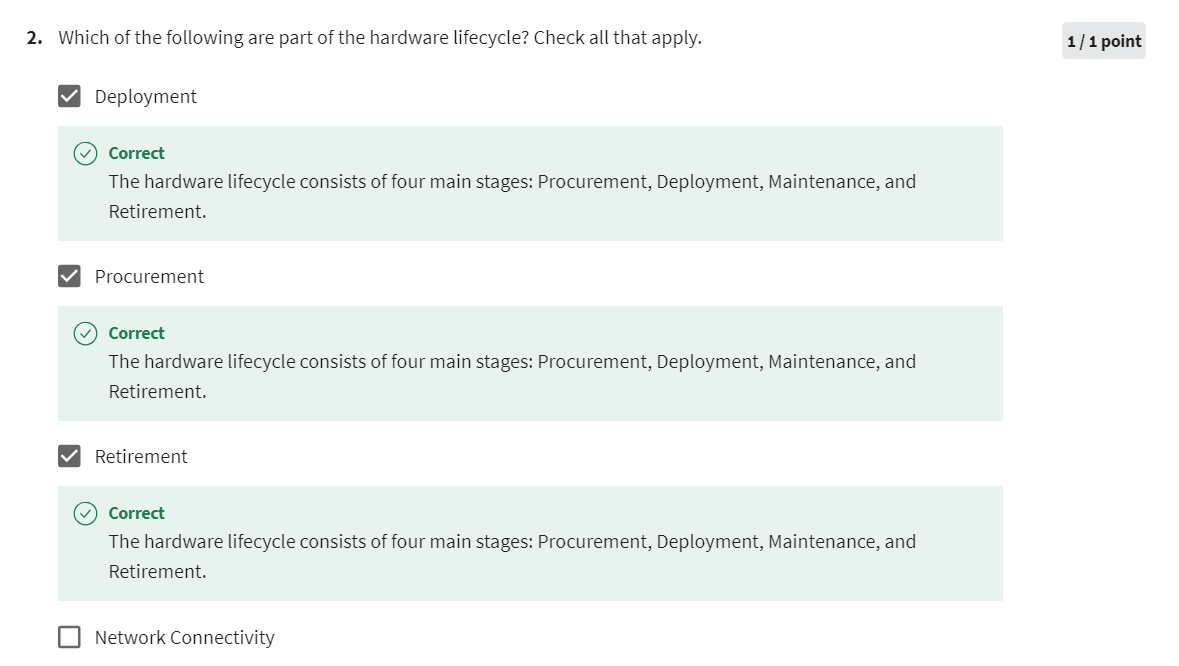 2. Which of the following are part of the hardware lifecycle? Check all that apply.
1 / 1 point
Deployment
Correct
The hardware lifecycle consists of four main stages: Procurement, Deployment, Maintenance, and
Retirement.
Procurement
Correct
The hardware lifecycle consists of four main stages: Procurement, Deployment, Maintenance, and
Retirement.
Retirement
Correct
The hardware lifecycle consists of four main stages: Procurement, Deployment, Maintenance, and
Retirement.
Network Connectivity